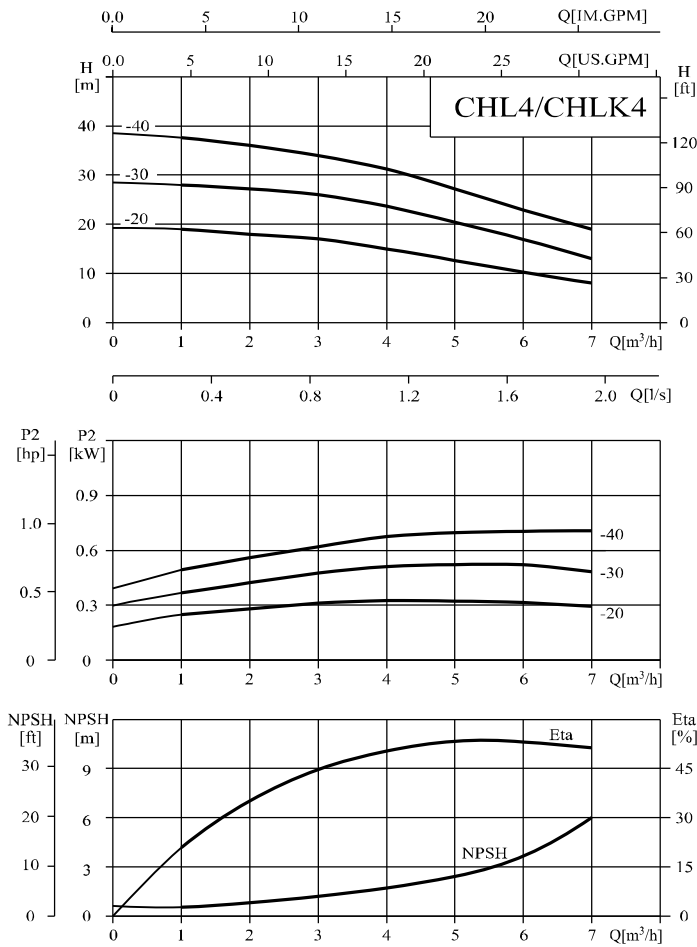 0.0 5 10 15 20 Q[IM.GPM]
0.0 5 10 15 20 25 Q[US.GPM]
H
[m]
H
[ft]
CHL4/CHLK4
40
30
20
10
0
-40
-30
-20
120
90
60
30
0
0 1 2 3 4 5 6 7 Q[m³/h]
0 0.4 0.8 1.2 1.6 2.0 Q[l/s]
P2
[hp]
P2
[kW]
1.0
0.5
0
0.9
0.6
0.3
0
-40
-30
-20
0 1 2 3 4 5 6 7 Q[m³/h]
NPSH
[ft]
NPSH
[m]
Eta
[%]
30
20
10
0
9
6
3
0
Eta
NPSH
45
30
15
0
0 1 2 3 4 5 6 7 Q[m³/h]